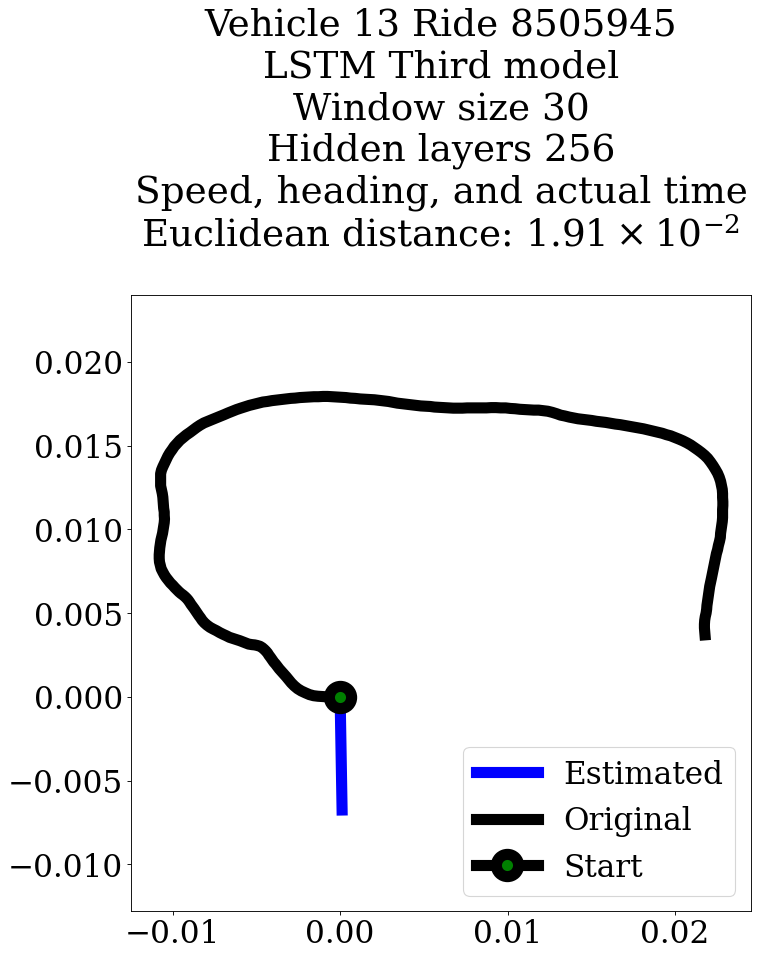 Vehicle 13 Ride 8505945
LSTM Third model
Window size 30
Hidden layers 256
Speed, heading, and actual time
Euclidean distance: 1.91 × 10⁻²
0.020
0.015
0.010
0.005
0.000
−0.005
−0.010
Estimated
Original
Start
−0.01 0.00 0.01 0.02